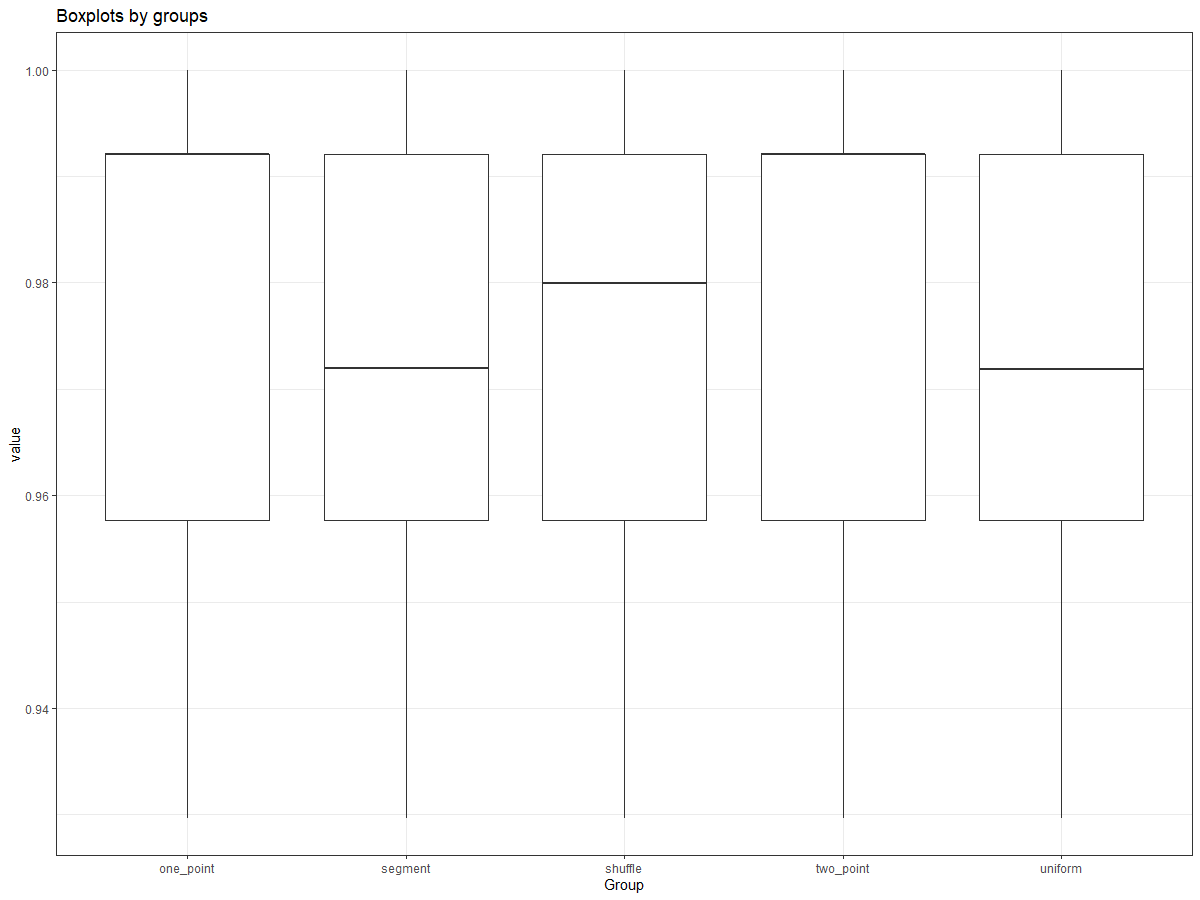 Boxplots by groups
1.00
0.98
0.96
0.94
value
one_point segment shuffle two_point uniform
Group